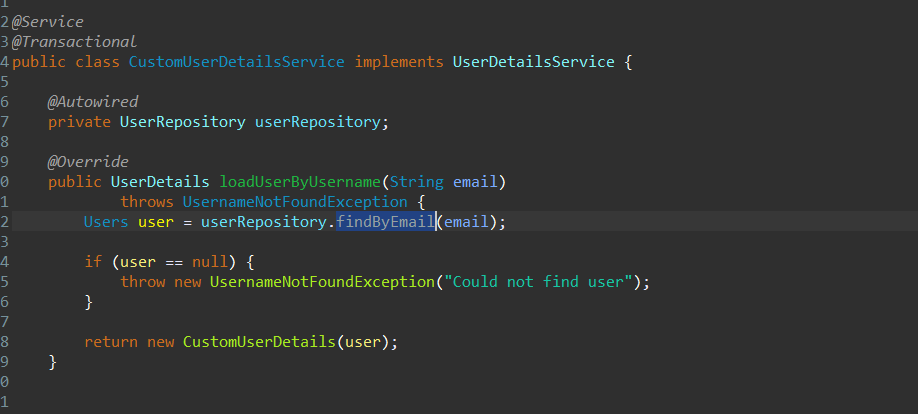 1
2 @Service
3 @Transactional
4 public class CustomUserDetailsService implements UserDetailsService {
5
6     @Autowired
7     private UserRepository userRepository;
8
9     @Override
0     public UserDetails loadUserByUsername(String email)
1             throws UsernameNotFoundException {
2         Users user = userRepository.findByEmail(email);
3
4         if (user == null) {
5             throw new UsernameNotFoundException("Could not find user");
6         }
7
8         return new CustomUserDetails(user);
9     }
0
1